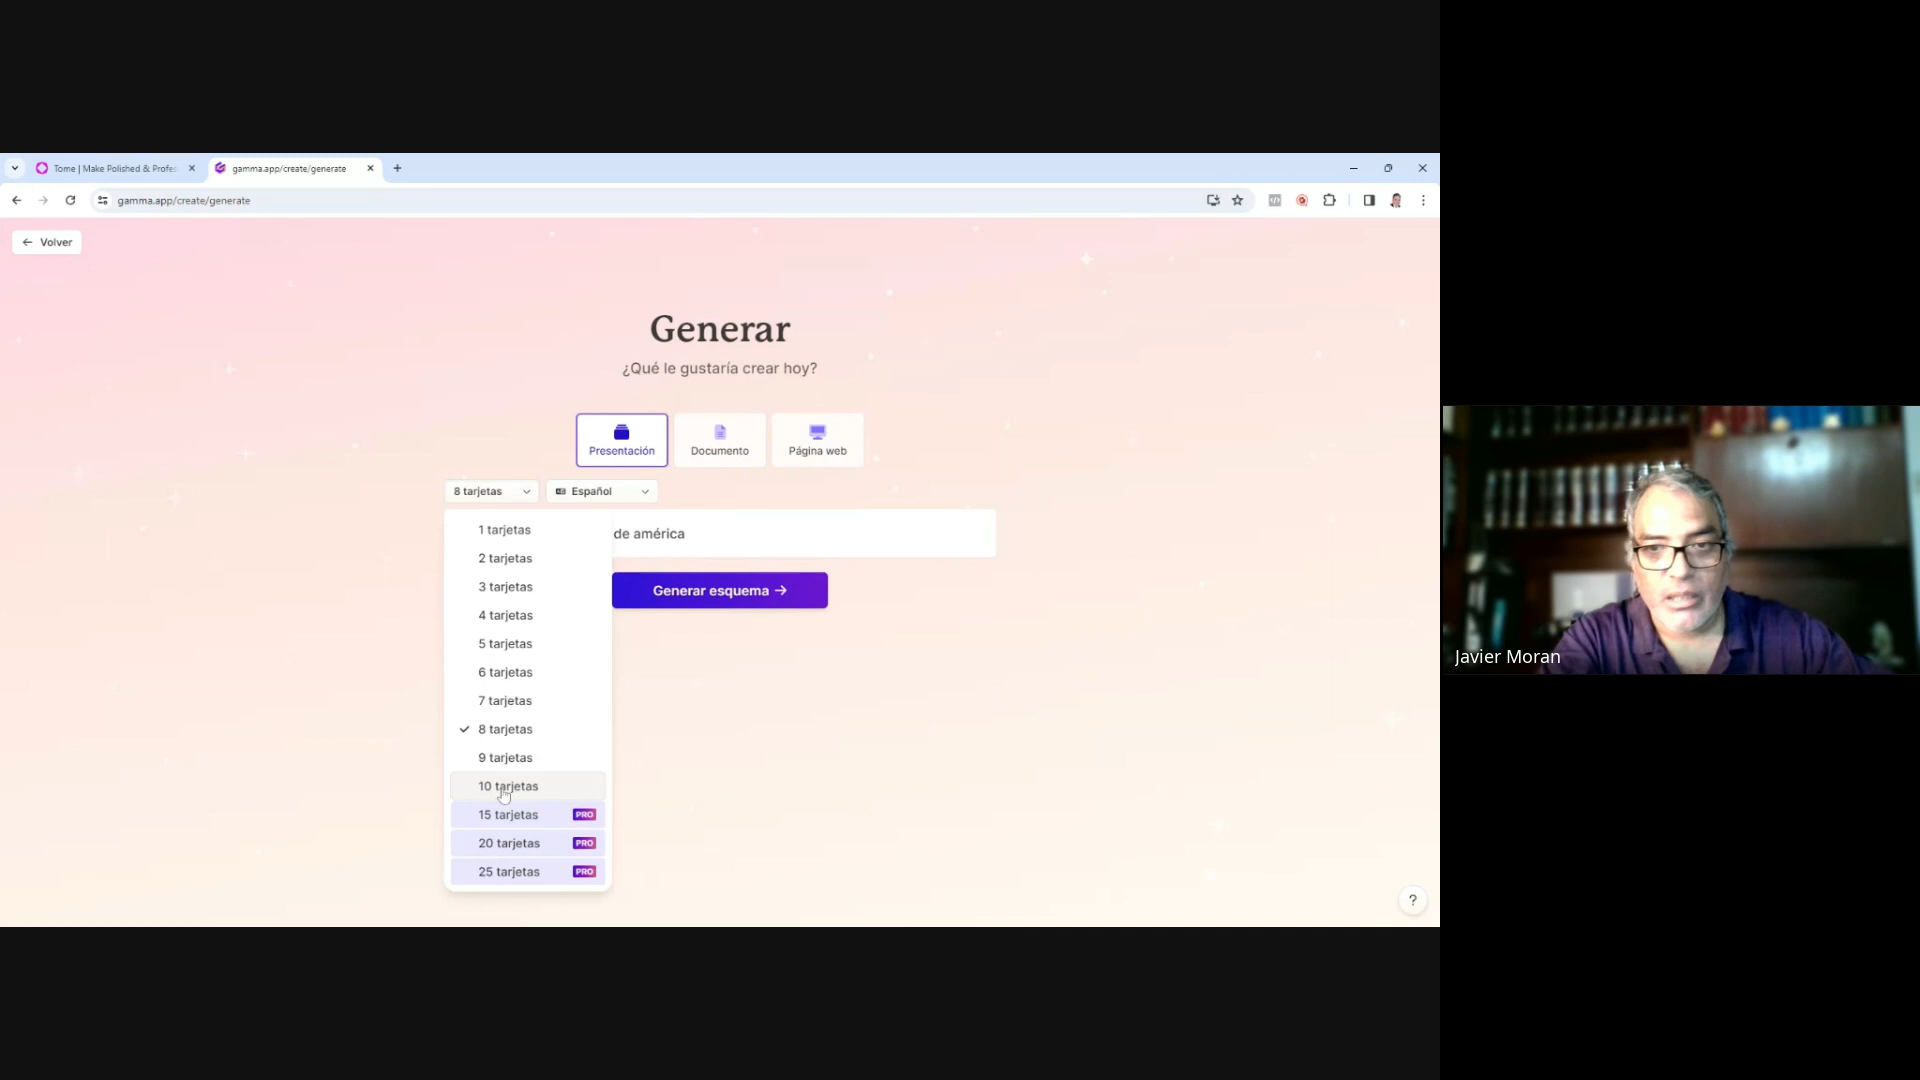 Tome | Make Polished & Profes
gamma.app/create/generate
gamma.app/create/generate
Volver
Generar
¿Qué le gustaría crear hoy?
Presentación
Documento
Página web
8 tarjetas
Español
de américa
1 tarjetas
2 tarjetas
3 tarjetas
4 tarjetas
5 tarjetas
6 tarjetas
7 tarjetas
8 tarjetas
9 tarjetas
10 tarjetas
15 tarjetas PRO
20 tarjetas PRO
25 tarjetas PRO
Generar esquema →
?
Javier Moran